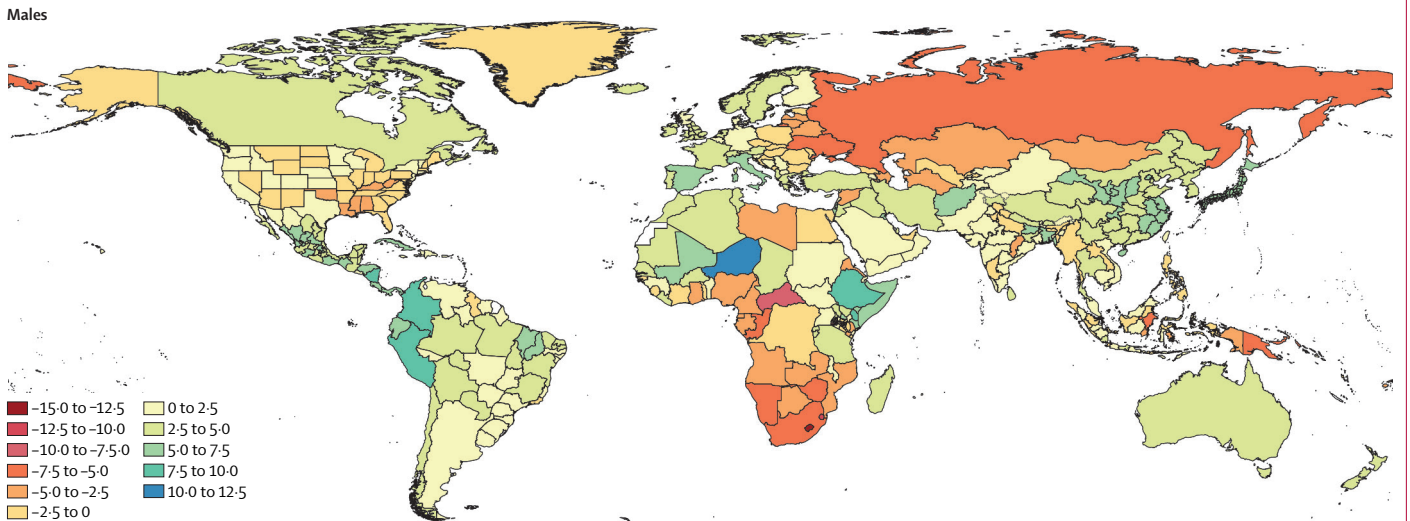 Males
–15·0 to –12·5
–12·5 to –10·0
–10·0 to –7·5·0
–7·5 to –5·0
–5·0 to –2·5
–2·5 to 0
0 to 2·5
2·5 to 5·0
5·0 to 7·5
7·5 to 10·0
10·0 to 12·5